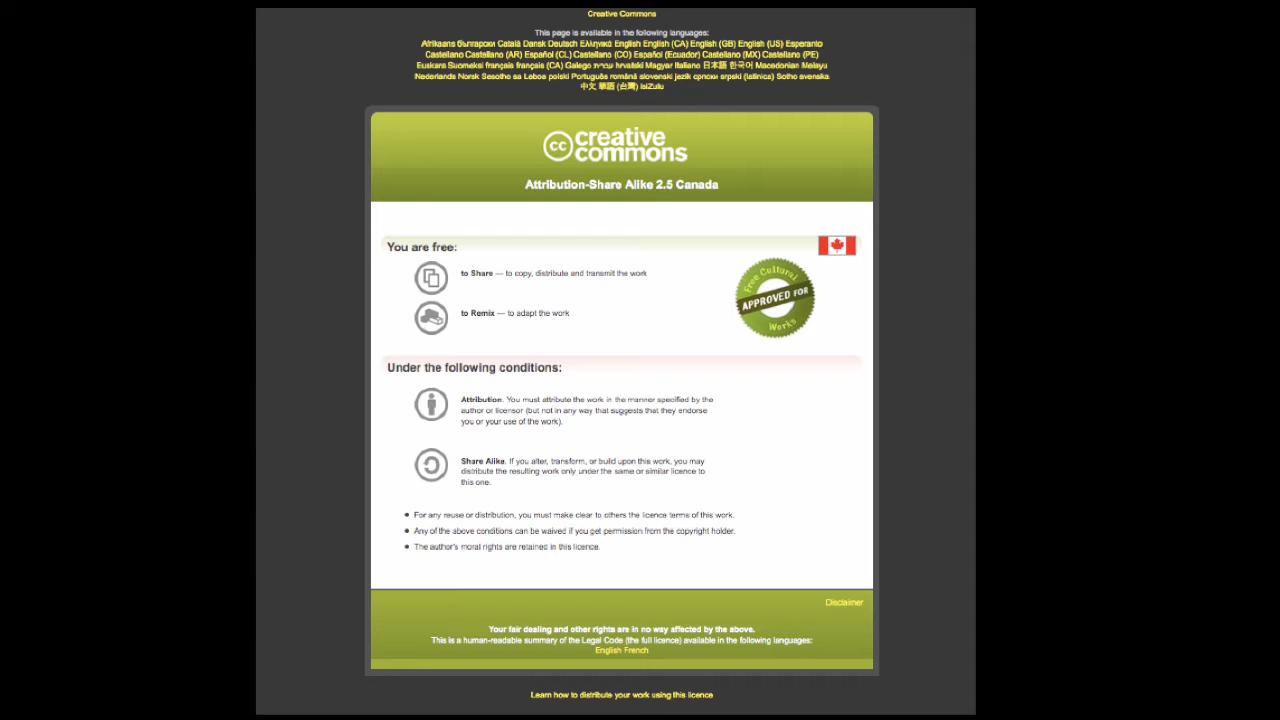 Creative Commons
This page is available in the following languages:
Afrikaans български Català Dansk Deutsch Ελληνικά English English (CA) English (GB) English (US) Esperanto
Castellano Castellano (AR) Español (CL) Castellano (CO) Español (Ecuador) Castellano (MX) Castellano (PE)
Euskara Suomeksi français français (CA) Galego עברית hrvatski Magyar Italiano 日本語 한국어 Macedonian Melayu
Nederlands Norsk Sesotho sa Leboa polski Português română slovenski jezik српски srpski (latinica) Sotho svenska
中文 華語 (台灣) isiZulu
cc creative
commons
Attribution-Share Alike 2.5 Canada
You are free:
to Share — to copy, distribute and transmit the work
to Remix — to adapt the work
Free Cultural
APPROVED FOR
Works
Under the following conditions:
Attribution. You must attribute the work in the manner specified by the
author or licensor (but not in any way that suggests that they endorse
you or your use of the work).
Share Alike. If you alter, transform, or build upon this work, you may
distribute the resulting work only under the same or similar licence to
this one.
For any reuse or distribution, you must make clear to others the licence terms of this work.
Any of the above conditions can be waived if you get permission from the copyright holder.
The author's moral rights are retained in this licence.
Disclaimer
Your fair dealing and other rights are in no way affected by the above.
This is a human-readable summary of the Legal Code (the full licence) available in the following languages:
English French
Learn how to distribute your work using this licence